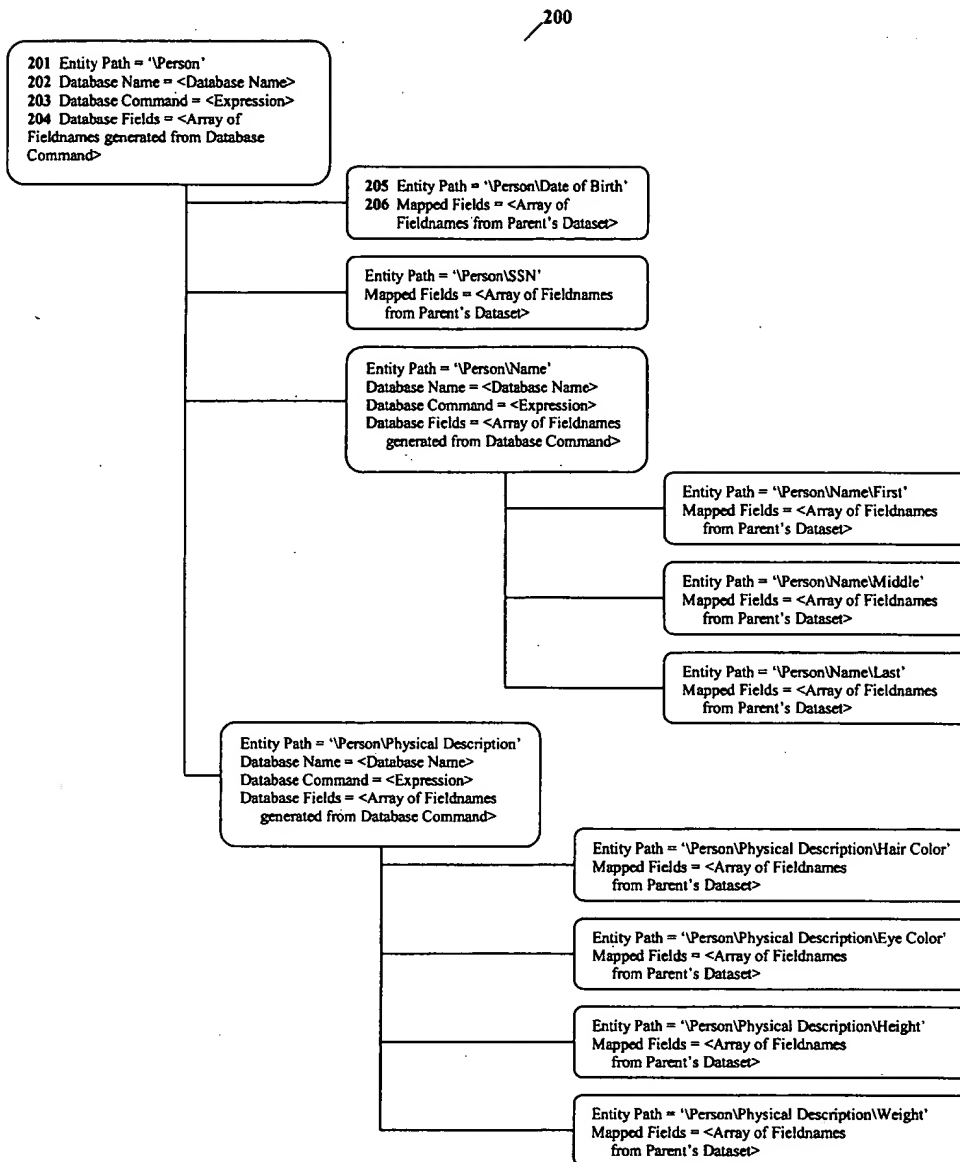 200
201 Entity Path = '\Person'
202 Database Name = <Database Name>
203 Database Command = <Expression>
204 Database Fields = <Array of
Fieldnames generated from Database
Command>
205 Entity Path = '\Person\Date of Birth'
206 Mapped Fields = <Array of
Fieldnames from Parent's Dataset>
Entity Path = '\Person\SSN'
Mapped Fields = <Array of Fieldnames
from Parent's Dataset>
Entity Path = '\Person\Name'
Database Name = <Database Name>
Database Command = <Expression>
Database Fields = <Array of Fieldnames
generated from Database Command>
Entity Path = '\Person\Name\First'
Mapped Fields = <Array of Fieldnames
from Parent's Dataset>
Entity Path = '\Person\Name\Middle'
Mapped Fields = <Array of Fieldnames
from Parent's Dataset>
Entity Path = '\Person\Name\Last'
Mapped Fields = <Array of Fieldnames
from Parent's Dataset>
Entity Path = '\Person\Physical Description'
Database Name = <Database Name>
Database Command = <Expression>
Database Fields = <Array of Fieldnames
generated from Database Command>
Entity Path = '\Person\Physical Description\Hair Color'
Mapped Fields = <Array of Fieldnames
from Parent's Dataset>
Entity Path = '\Person\Physical Description\Eye Color'
Mapped Fields = <Array of Fieldnames
from Parent's Dataset>
Entity Path = '\Person\Physical Description\Height'
Mapped Fields = <Array of Fieldnames
from Parent's Dataset>
Entity Path = '\Person\Physical Description\Weight'
Mapped Fields = <Array of Fieldnames
from Parent's Dataset>